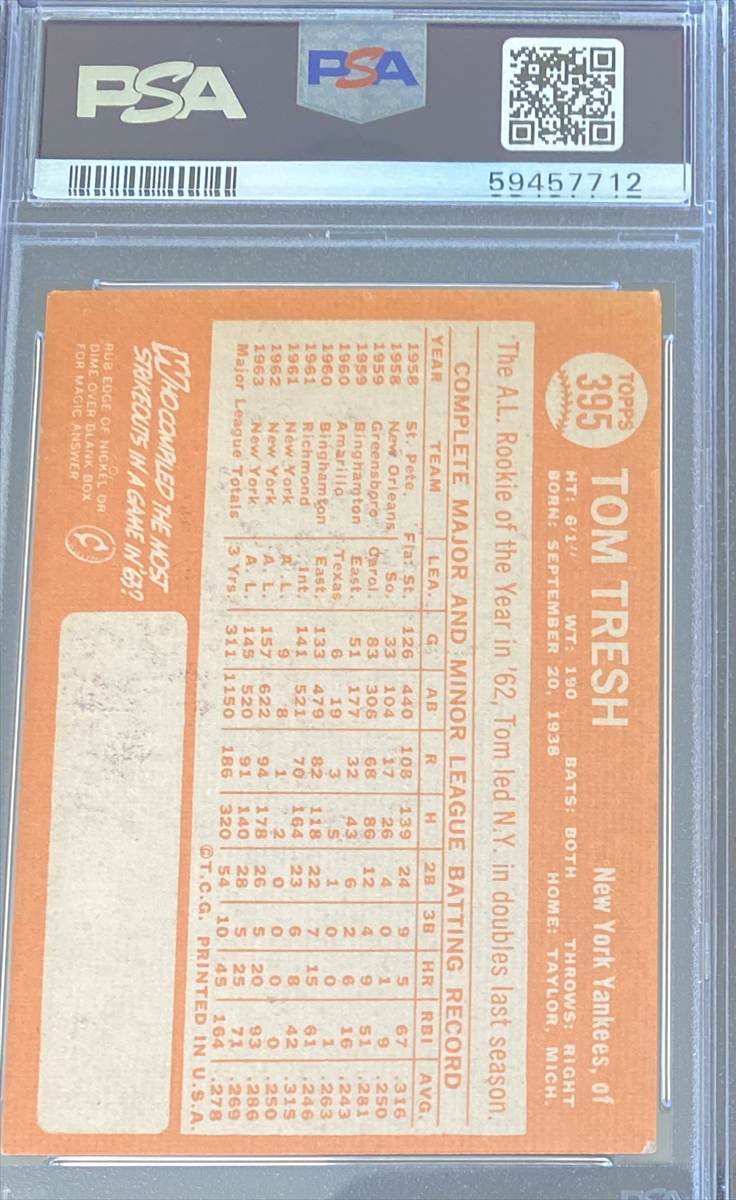 PSA
PSA
59457712
TOPPS
395
TOM TRESH
New York Yankees, of
HT: 6'1" WT: 190 BATS: BOTH THROWS: RIGHT
BORN: SEPTEMBER 20, 1938 HOME: TAYLOR, MICH.
The A.L. Rookie of the Year in '62, Tom led N.Y. in doubles last season.
COMPLETE MAJOR AND MINOR LEAGUE BATTING RECORD
YEAR TEAM LEA. G AB R H 2B 3B HR RBI AVG.
1958 St. Pete. Fla. St. 126 440 108 139 24 9 5 67 .316
1958 New Orleans So. 33 104 17 26 4 0 1 9 .250
1959 Greensboro Carol. 83 306 68 86 12 4 9 51 .281
1959 Binghamton East. 51 177 32 43 6 2 6 16 .243
1960 Amarillo Texas 6 19 3 5 1 0 0 1 .263
1960 Binghamton East. 133 479 82 118 22 7 15 61 .246
1961 Richmond Int. 141 521 70 164 23 6 8 42 .315
1961 New York A.L. 9 8 1 2 0 0 0 0 .250
1962 New York A. L. 157 622 94 178 26 5 20 93 .286
1963 New York A. L. 145 520 91 140 28 5 25 71 .269
Major League Totals 3 Yrs. 311 1150 186 320 54 10 45 164 .278
©T.C.G. PRINTED IN U.S.A.
WHO COMPILED THE MOST
STRIKEOUTS IN A GAME IN '63?
RUB EDGE OF NICKEL OR
DIME OVER BLANK BOX
FOR MAGIC ANSWER